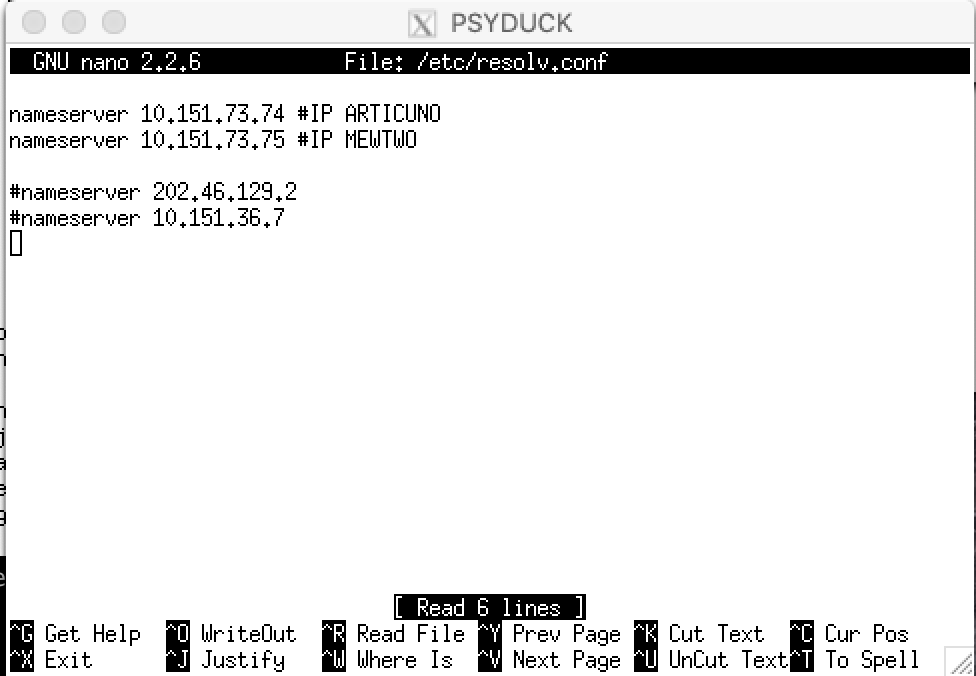 PSYDUCK
GNU nano 2.2.6 File: /etc/resolv.conf
nameserver 10.151.73.74 #IP ARTICUNO
nameserver 10.151.73.75 #IP MEWTWO
#nameserver 202.46.129.2
#nameserver 10.151.36.7
[ Read 6 lines ]
^G Get Help ^O WriteOut ^R Read File ^Y Prev Page ^K Cut Text ^C Cur Pos
^X Exit ^J Justify ^W Where Is ^V Next Page ^U UnCut Text ^T To Spell